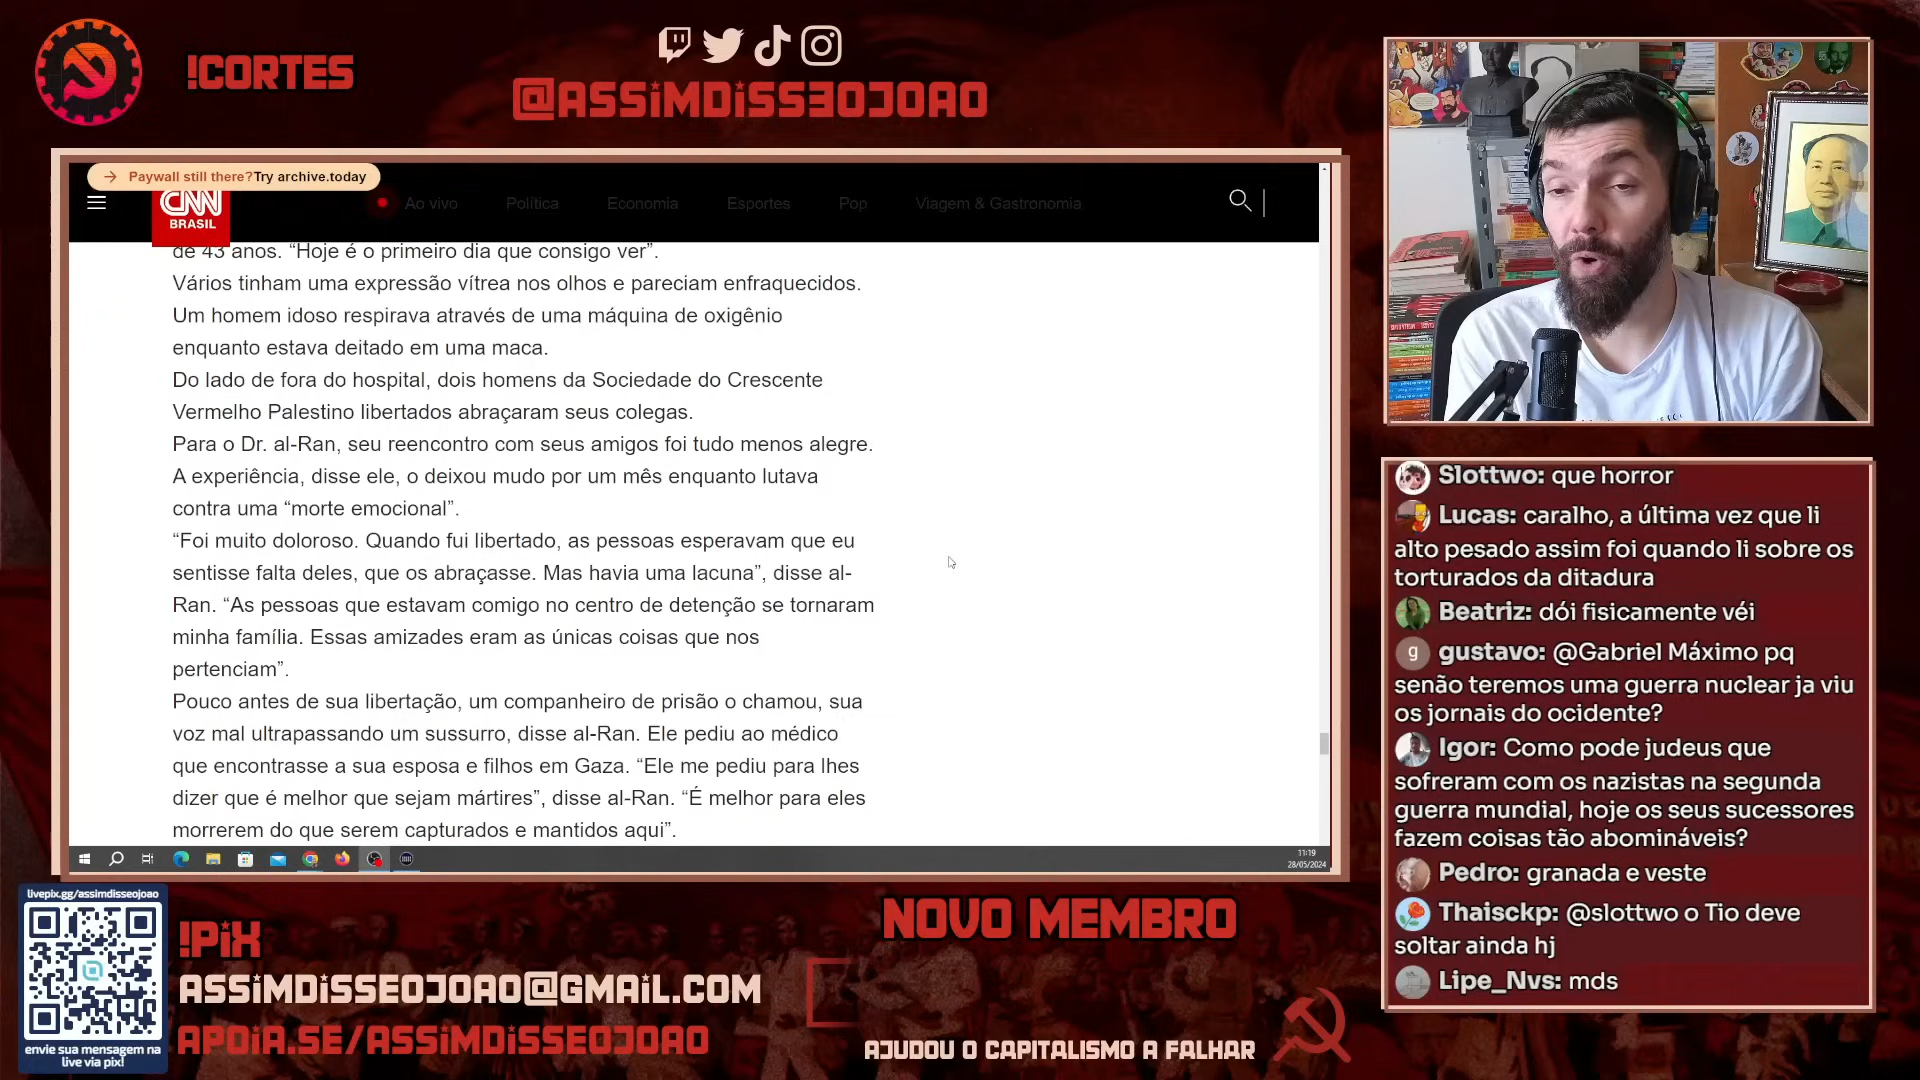 !CORTES
@ASSIMDISSEOJOAO
→ Paywall still there? Try archive.today
CNN
BRASIL
Ao vivo
Política
Economia
Esportes
Pop
Viagem & Gastronomia
de 43 anos. “Hoje é o primeiro dia que consigo ver”.
Vários tinham uma expressão vítrea nos olhos e pareciam enfraquecidos.
Um homem idoso respirava através de uma máquina de oxigênio
enquanto estava deitado em uma maca.
Do lado de fora do hospital, dois homens da Sociedade do Crescente
Vermelho Palestino libertados abraçaram seus colegas.
Para o Dr. al-Ran, seu reencontro com seus amigos foi tudo menos alegre.
A experiência, disse ele, o deixou mudo por um mês enquanto lutava
contra uma “morte emocional”.
“Foi muito doloroso. Quando fui libertado, as pessoas esperavam que eu
sentisse falta deles, que os abraçasse. Mas havia uma lacuna”, disse al-
Ran. “As pessoas que estavam comigo no centro de detenção se tornaram
minha família. Essas amizades eram as únicas coisas que nos
pertenciam”.
Pouco antes de sua libertação, um companheiro de prisão o chamou, sua
voz mal ultrapassando um sussurro, disse al-Ran. Ele pediu ao médico
que encontrasse a sua esposa e filhos em Gaza. “Ele me pediu para lhes
dizer que é melhor que sejam mártires”, disse al-Ran. “É melhor para eles
morrerem do que serem capturados e mantidos aqui”.
11:19
28/05/2024
Slottwo: que horror
Lucas: caralho, a última vez que li
alto pesado assim foi quando li sobre os
torturados da ditadura
Beatriz: dói fisicamente véi
g gustavo: @Gabriel Máximo pq
senão teremos uma guerra nuclear ja viu
os jornais do ocidente?
Igor: Como pode judeus que
sofreram com os nazistas na segunda
guerra mundial, hoje os seus sucessores
fazem coisas tão abomináveis?
Pedro: granada e veste
Thaisckp: @slottwo o Tio deve
soltar ainda hj
Lipe_Nvs: mds
livepix.gg/assimdisseojoao
envie sua mensagem na
live via pix!
!PIX
ASSIMDISSEOJOAO@GMAIL.COM
APOIA.SE/ASSIMDISSEOJOAO
NOVO MEMBRO
AJUDOU O CAPITALISMO A FALHAR